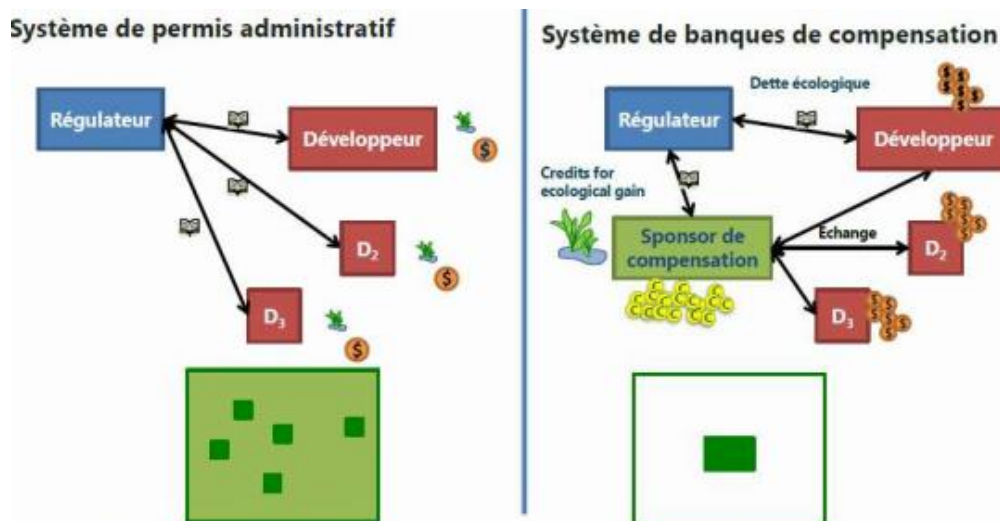 Système de permis administratif
Régulateur
Développeur
$
D2
$
D3
$
Système de banques de compensation
Dette écologique
Régulateur
Développeur
Credits for
ecological gain
Sponsor de
compensation
Echange
D2
D3